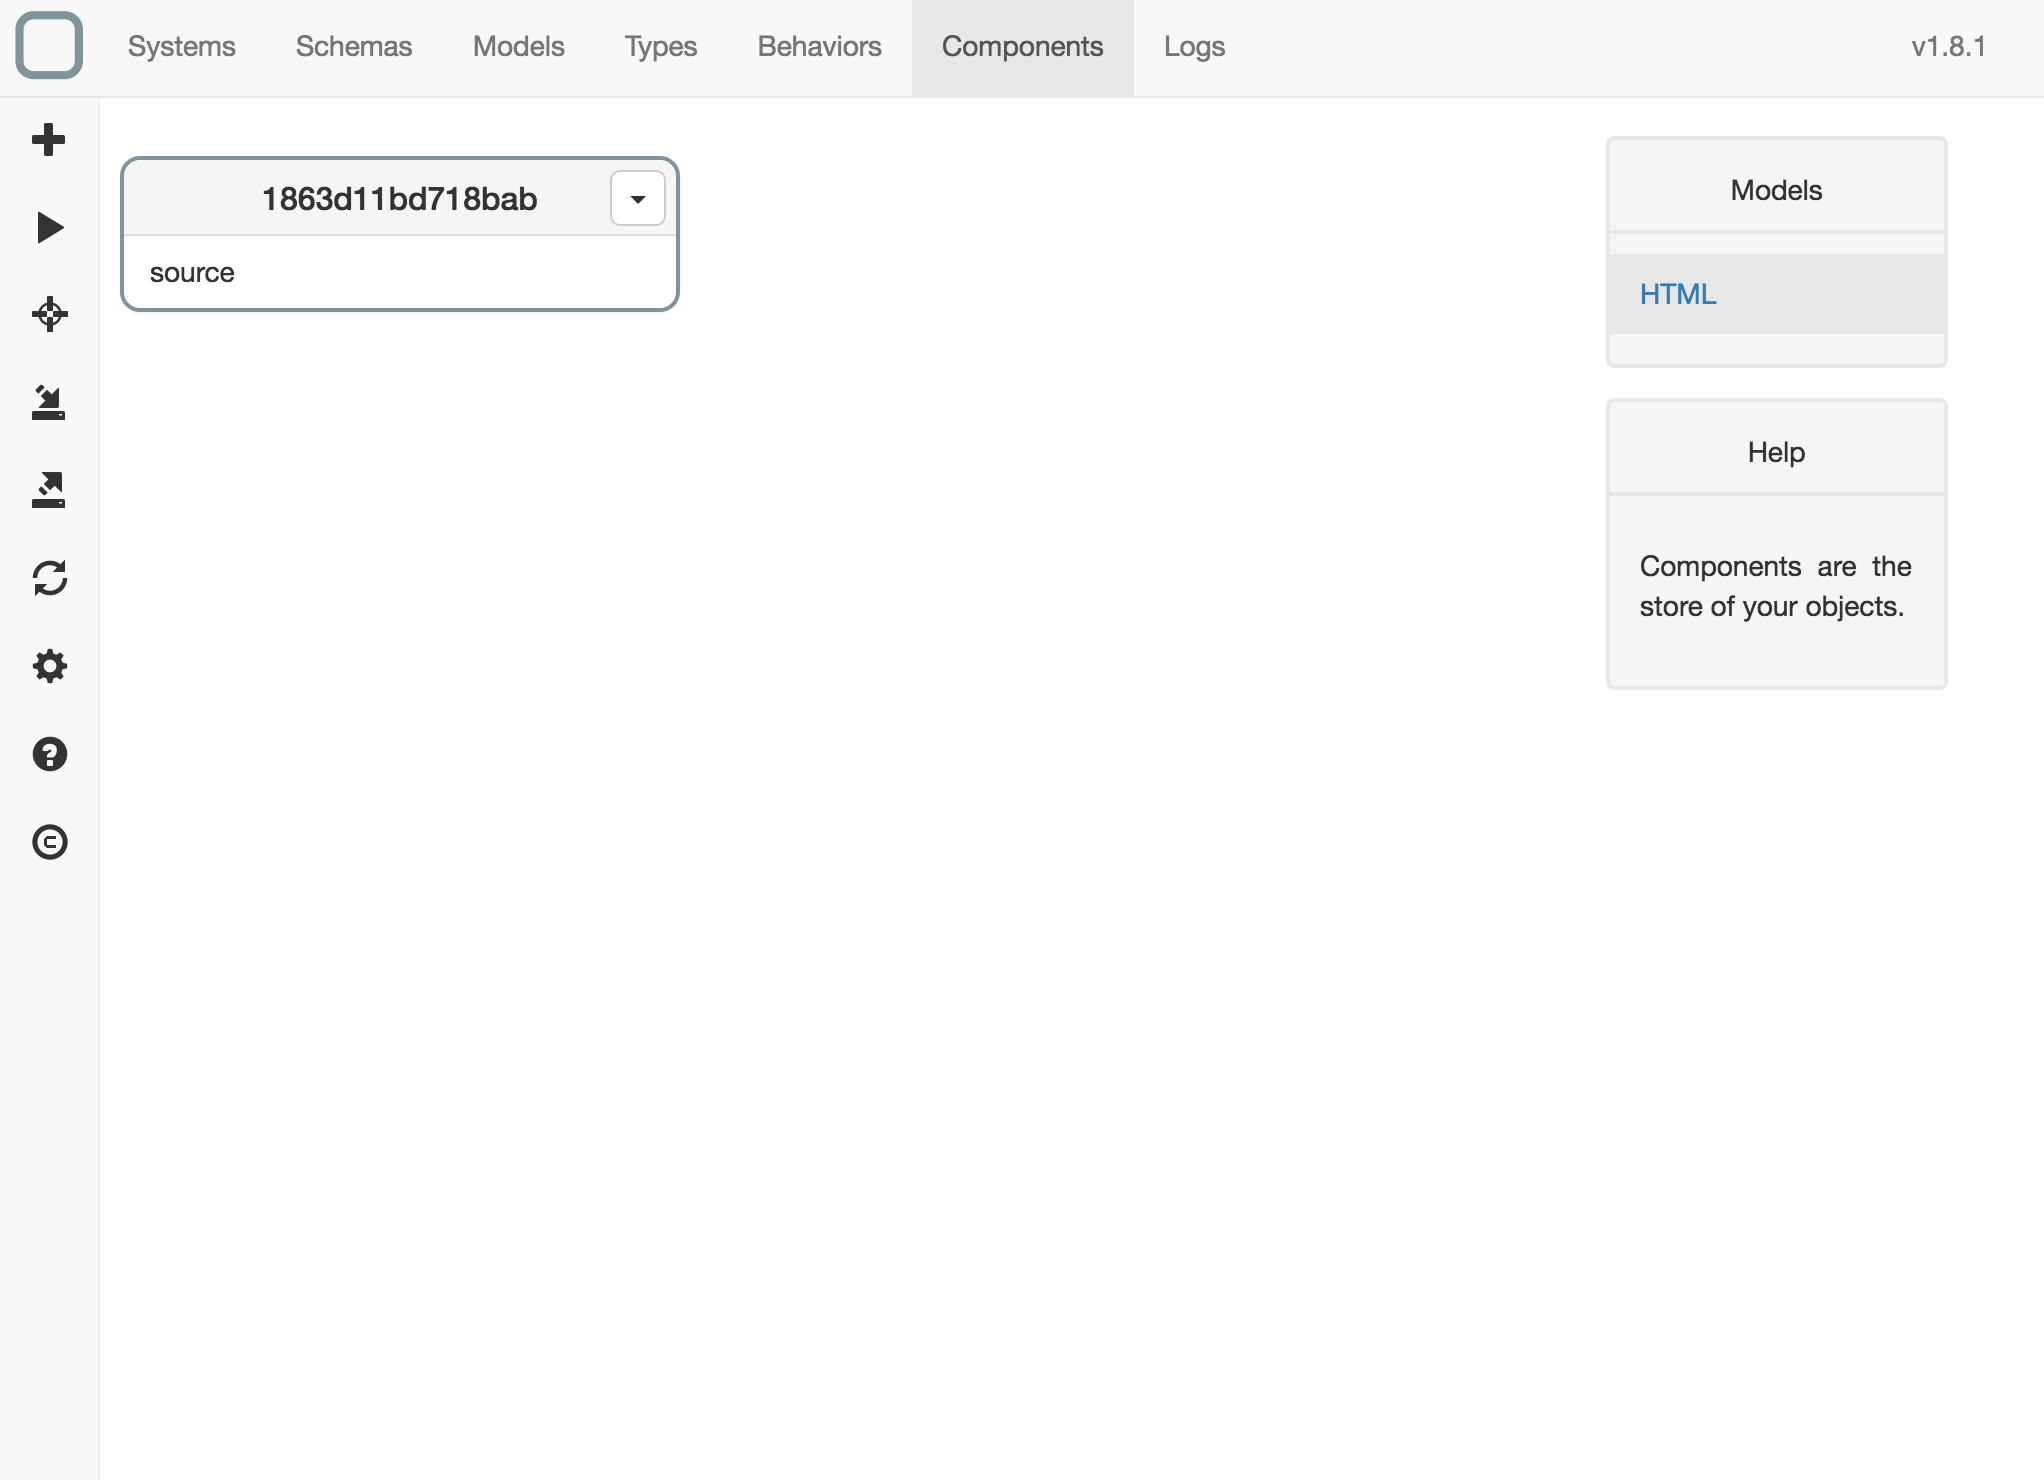 Systems
Schemas
Models
Types
Behaviors
Components
Logs
v1.8.1
1863d11bd718bab
source
Models
HTML
Help
Components are the
store of your objects.